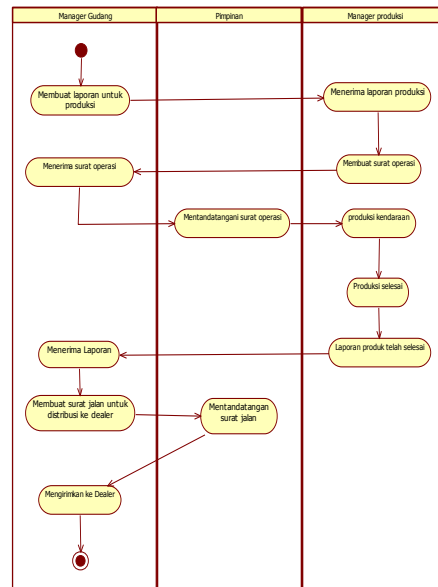 Manager Gudang
Pimpinan
Manager produksi
Membuat laporan untuk
produksi
Menerima laporan produksi
Membuat surat operasi
Menerima surat operasi
Mentandatangani surat operasi
produksi kendaraan
Produksi selesai
Laporan produk telah selesai
Menerima Laporan
Membuat surat jalan untuk
distribusi ke dealer
Mentandatangan
surat jalan
Mengirimkan ke Dealer